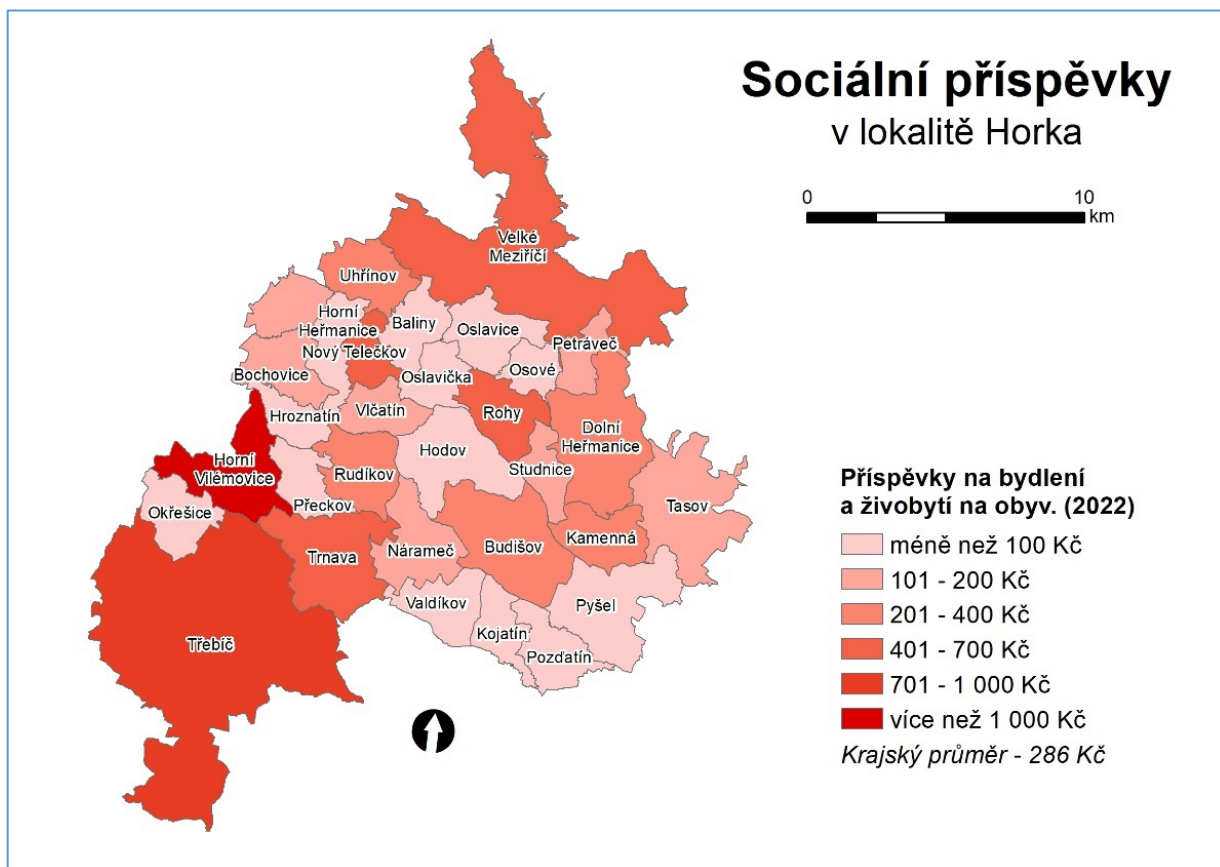 Sociální příspěvky
v lokalitě Horka
0
10
km
Velké
Meziříčí
Uhřínov
Horní
Heřmanice
Baliny
Oslavice
Petráveč
Nový Telečkov
Osové
Oslavička
Bochovice
Hroznatín
Vlčatín
Rohy
Dolní
Heřmanice
Hodov
Horní
Vilémovice
Rudíkov
Studnice
Přeckov
Okřešice
Tasov
Trnava
Nárameč
Budišov
Kamenná
Valdíkov
Pyšel
Kojatín
Pozďatín
Třebíč
Příspěvky na bydlení
a živobytí na obyv. (2022)
méně než 100 Kč
101 - 200 Kč
201 - 400 Kč
401 - 700 Kč
701 - 1 000 Kč
více než 1 000 Kč
Krajský průměr - 286 Kč